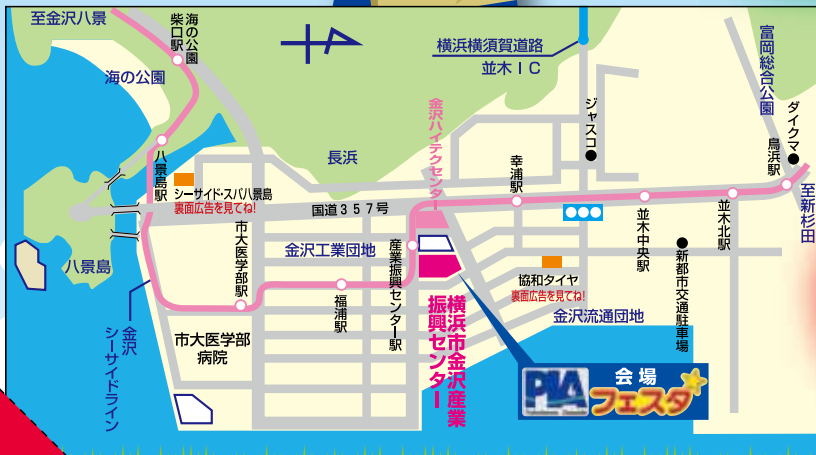 至金沢八景
海の公園
柴口駅
海の公園
横浜横須賀道路
並木IC
富岡総合公園
ダイクマ
鳥浜駅
至新杉田
ジャスコ
金沢ハイテクセンター
長浜
幸浦駅
八景島駅
シーサイド・スパ八景島
裏面広告を見てね!
国道357号
市大医学部駅
金沢工業団地
産業振興センター駅
並木中央駅
並木北駅
新都市交通駐車場
八景島
福浦駅
協和タイヤ
裏面広告を見てね!
金沢流通団地
金沢
シーサイドライン
市大医学部
病院
横浜市金沢産業
振興センター
PIA
会場
フェスタ